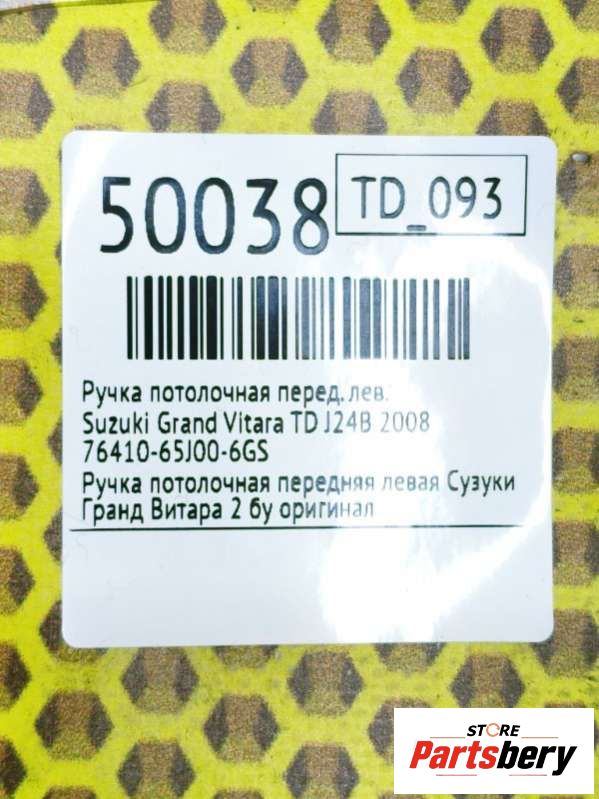 50038
TD_093
Ручка потолочная перед. лев.
Suzuki Grand Vitara TD J24B 2008
76410-65J00-6GS
Ручка потолочная передняя левая Сузуки
Гранд Витара 2 бу оригинал
STORE
Partsbery